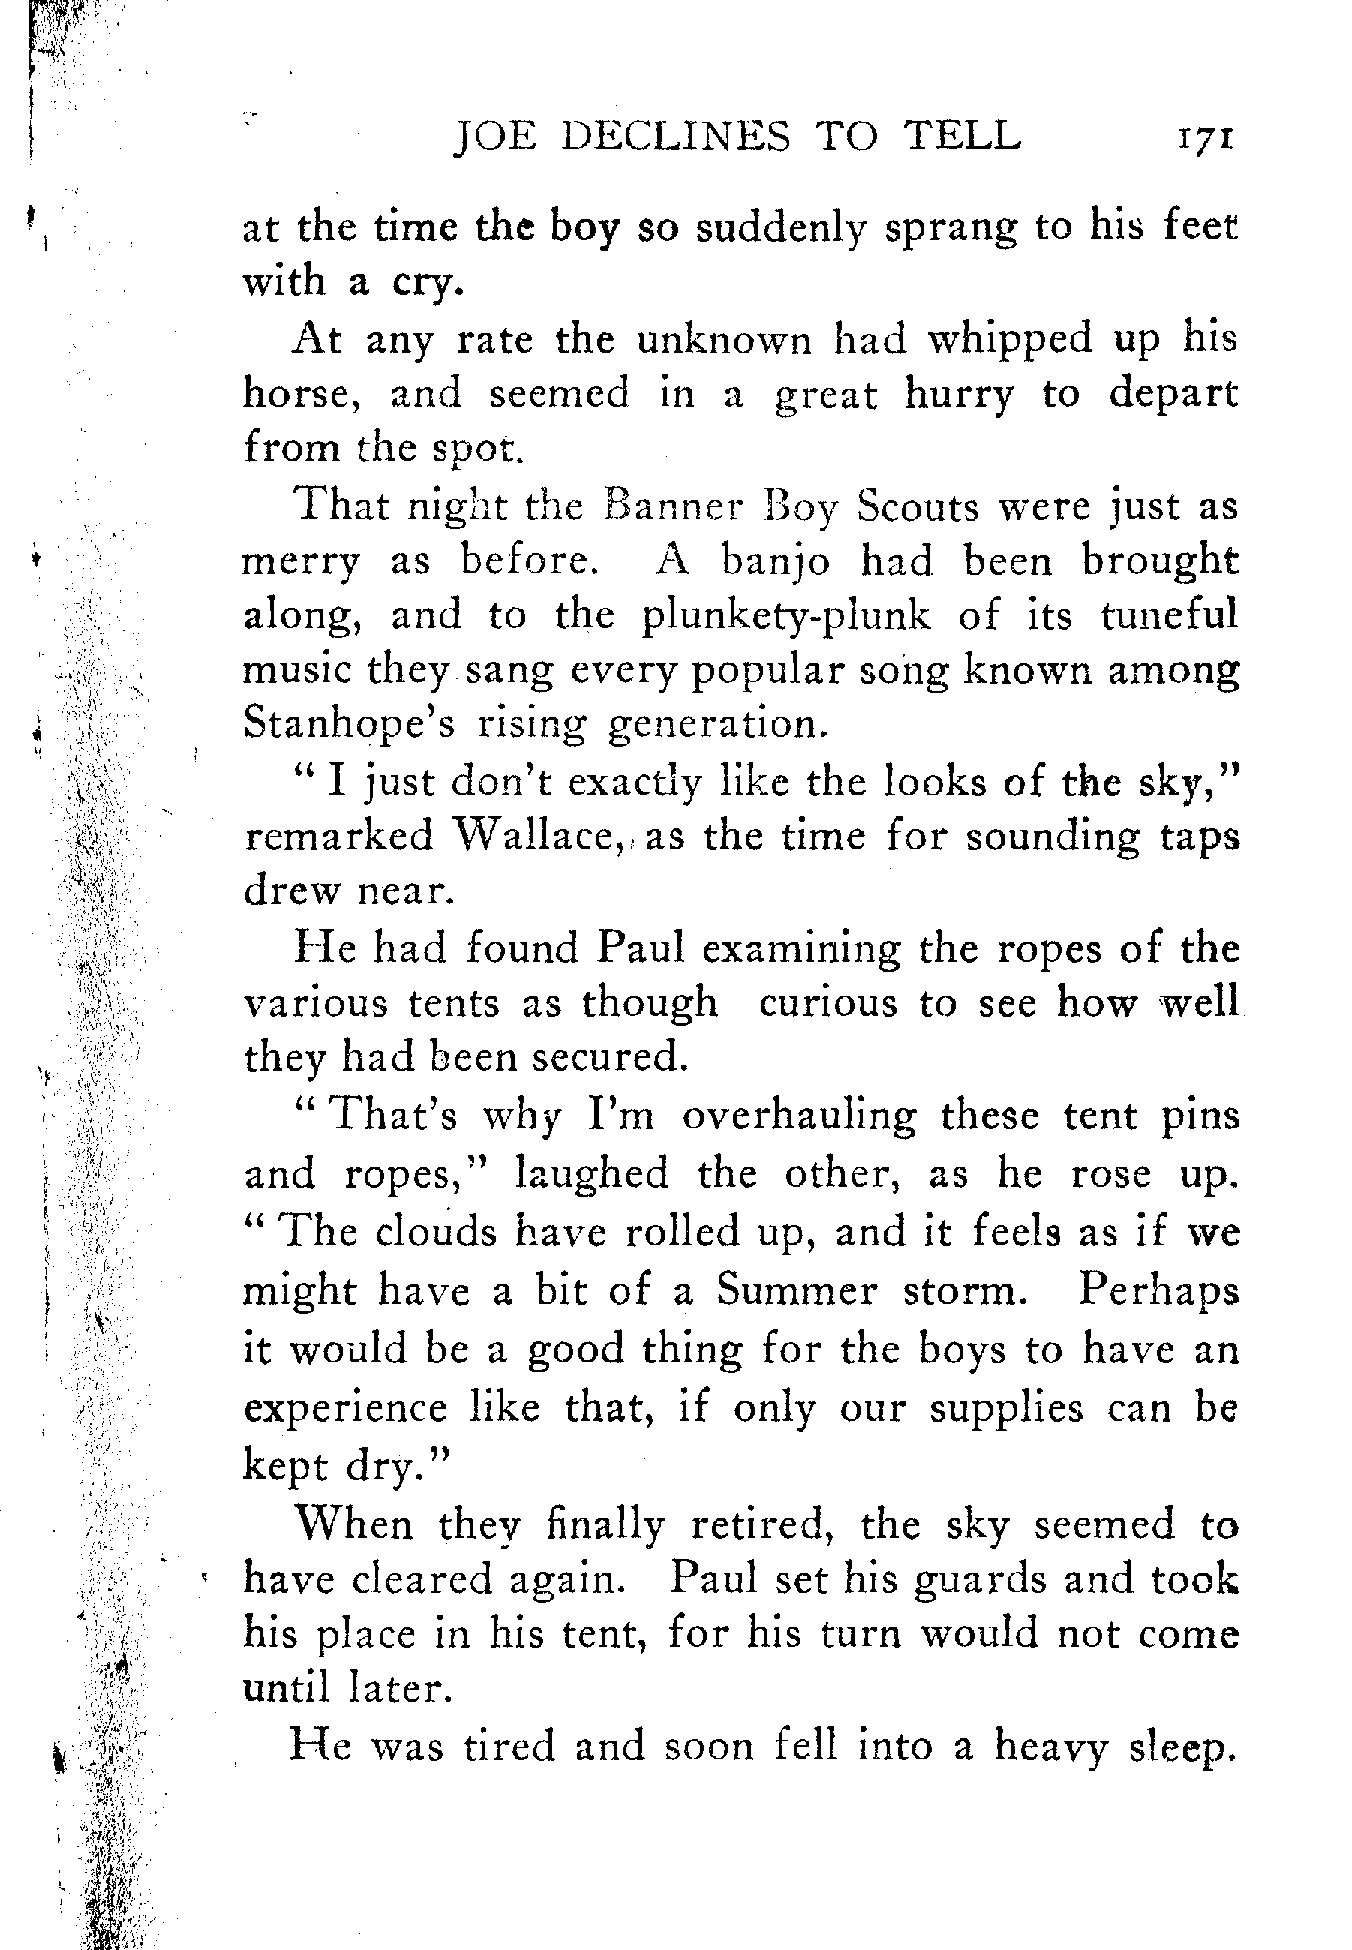 JOE DECLINES TO TELL 171
at the time the boy so suddenly sprang to his feet
with a cry.
At any rate the unknown had whipped up his
horse, and seemed in a great hurry to depart
from the spot.
That night the Banner Boy Scouts were just as
merry as before. A banjo had been brought
along, and to the plunkety-plunk of its tuneful
music they sang every popular song known among
Stanhope's rising generation.
" I just don't exactly like the looks of the sky,"
remarked Wallace, as the time for sounding taps
drew near.
He had found Paul examining the ropes of the
various tents as though curious to see how well
they had been secured.
" That's why I'm overhauling these tent pins
and ropes," laughed the other, as he rose up.
" The clouds have rolled up, and it feels as if we
might have a bit of a Summer storm. Perhaps
it would be a good thing for the boys to have an
experience like that, if only our supplies can be
kept dry."
When they finally retired, the sky seemed to
have cleared again. Paul set his guards and took
his place in his tent, for his turn would not come
until later.
He was tired and soon fell into a heavy sleep.